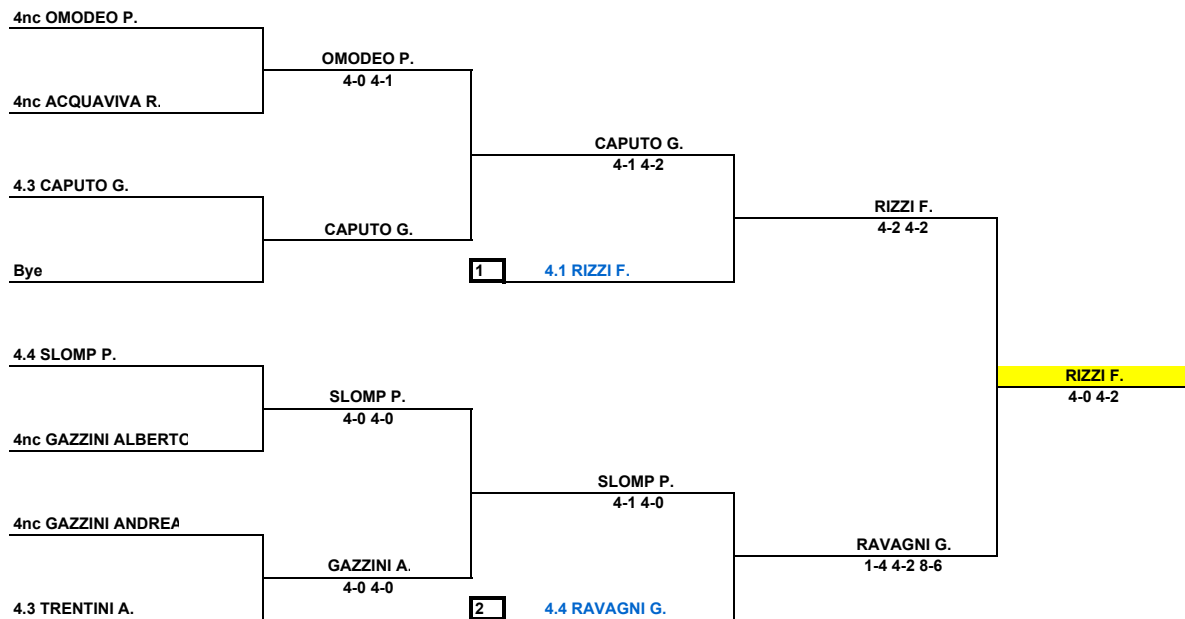 4nc OMODEO P.
OMODEO P.
4-0 4-1
4nc ACQUAVIVA R.
CAPUTO G.
4-1 4-2
4.3 CAPUTO G.
RIZZI F.
4-2 4-2
CAPUTO G.
Bye
1 4.1 RIZZI F.
4.4 SLOMP P.
RIZZI F.
4-0 4-2
SLOMP P.
4-0 4-0
4nc GAZZINI ALBERTO
SLOMP P.
4-1 4-0
4nc GAZZINI ANDREA
RAVAGNI G.
1-4 4-2 8-6
GAZZINI A.
4-0 4-0
4.3 TRENTINI A.
2 4.4 RAVAGNI G.